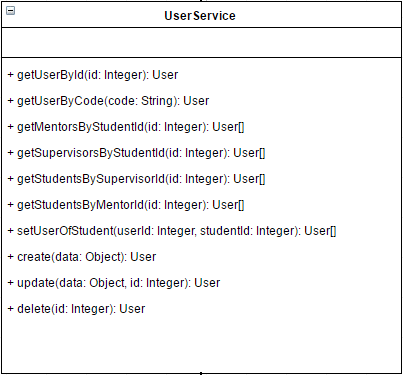 UserService
+ getUserById(id: Integer): User
+ getUserByCode(code: String): User
+ getMentorsByStudentId(id: Integer): User[]
+ getSupervisorsByStudentId(id: Integer): User[]
+ getStudentsBySupervisorId(id: Integer): User[]
+ getStudentsByMentorId(id: Integer): User[]
+ setUserOfStudent(userId: Integer, studentId: Integer): User[]
+ create(data: Object): User
+ update(data: Object, id: Integer): User
+ delete(id: Integer): User